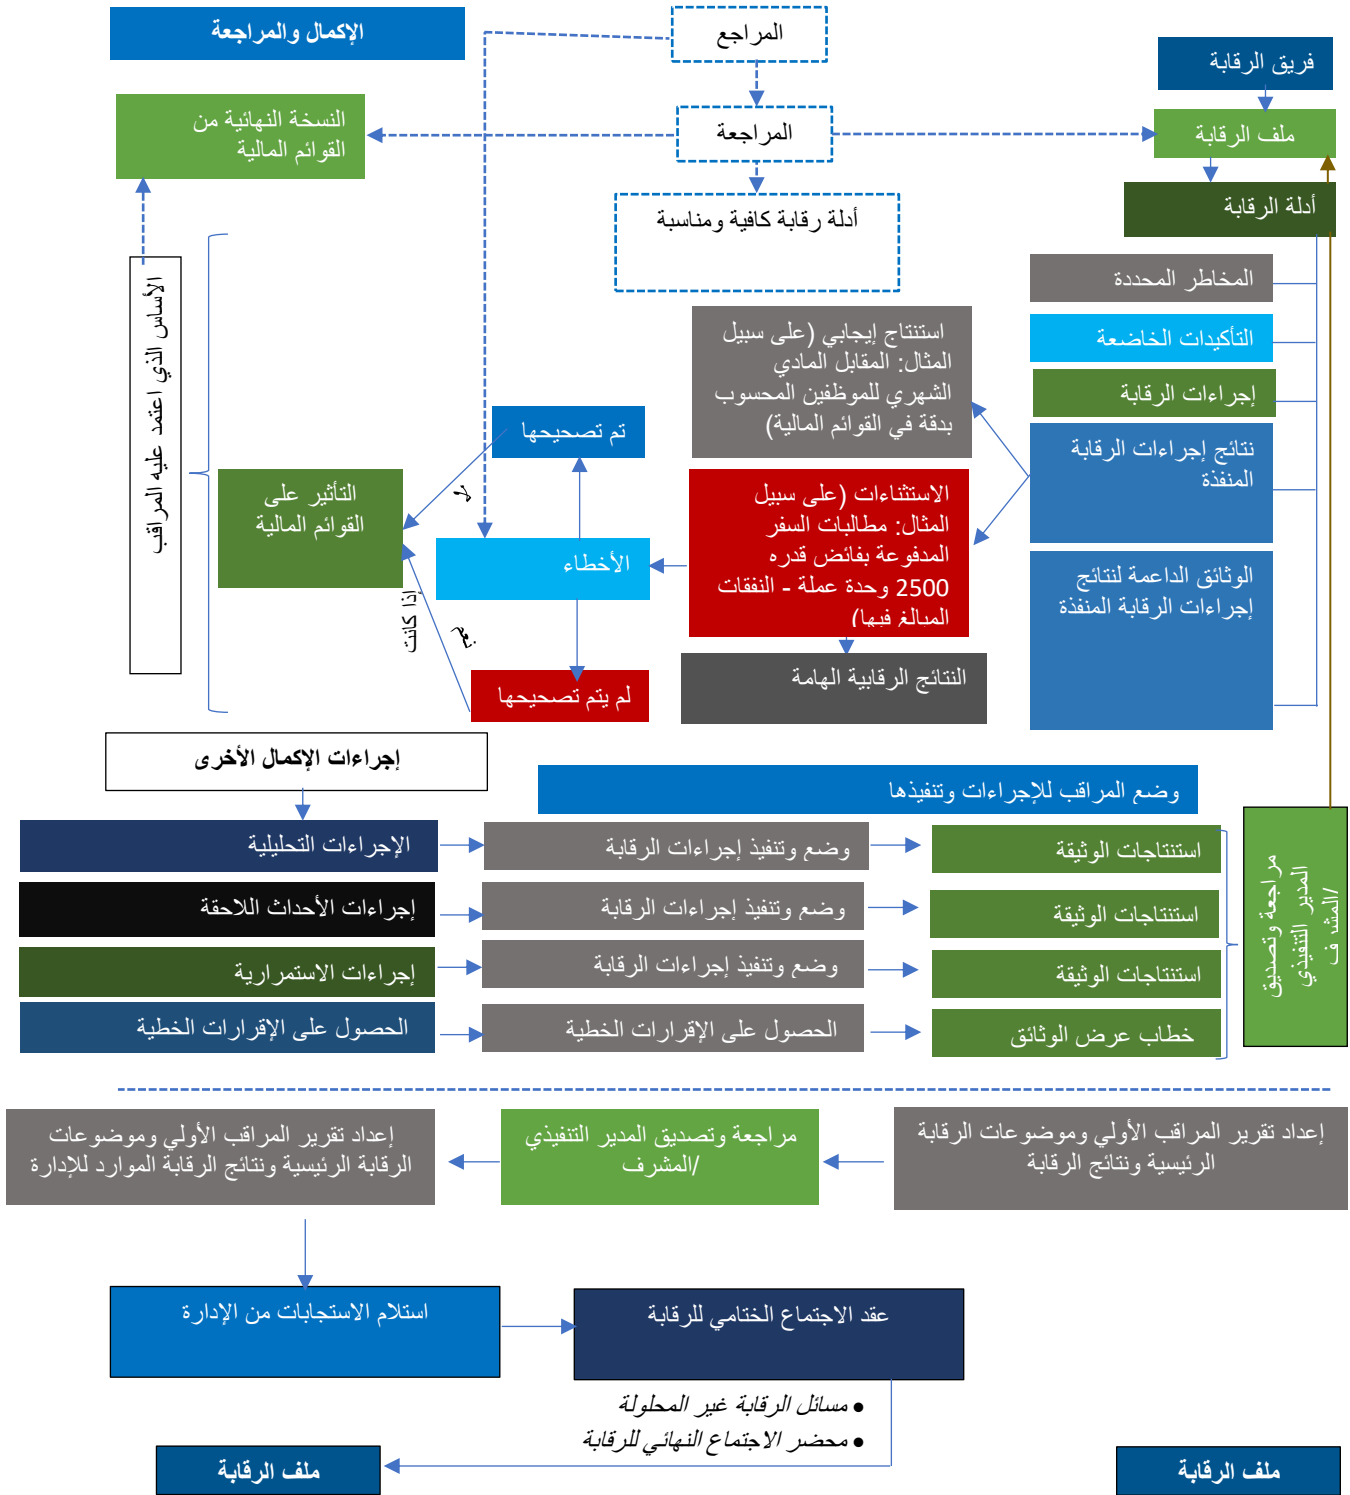 الإكمال والمراجعة
المراجع
فريق الرقابة
النسخة النهائية من
القوائم المالية
المراجعة
ملف الرقابة
أدلة رقابة كافية ومناسبة
أدلة الرقابة
الأساس الذي اعتمد عليه المراقب
المخاطر المحددة
استنتاج إيجابي (على سبيل
المثال: المقابل المادي
الشهري للموظفين المحسوب
بدقة في القوائم المالية)
التأكيدات الخاضعة
إجراءات الرقابة
تم تصحيحها
نتائج إجراءات الرقابة
المنفذة
لا
التأثير على
القوائم المالية
الاستثناءات (على سبيل
المثال: مطالبات السفر
المدفوعة بفائض قدره
2500 وحدة عملة - النفقات
المبالغ فيها)
الأخطاء
الوثائق الداعمة لنتائج
إجراءات الرقابة المنفذة
إذا كانت
نعم
لم يتم تصحيحها
النتائج الرقابية الهامة
إجراءات الإكمال الأخرى
وضع المراقب للإجراءات وتنفيذها
الإجراءات التحليلية
وضع وتنفيذ إجراءات الرقابة
استنتاجات الوثيقة
إجراءات الأحداث اللاحقة
وضع وتنفيذ إجراءات الرقابة
استنتاجات الوثيقة
إجراءات الاستمرارية
وضع وتنفيذ إجراءات الرقابة
استنتاجات الوثيقة
الحصول على الإقرارات الخطية
الحصول على الإقرارات الخطية
خطاب عرض الوثائق
مراجعة وتصديق
المدير التنفيذي
/المشرف
إعداد تقرير المراقب الأولي وموضوعات الرقابة
الرئيسية ونتائج الرقابة
مراجعة وتصديق المدير التنفيذي
/المشرف
إعداد تقرير المراقب الأولي وموضوعات
الرقابة الرئيسية ونتائج الرقابة الموارد للإدارة
استلام الاستجابات من الإدارة
عقد الاجتماع الختامي للرقابة
• مسائل الرقابة غير المحلولة
• محضر الاجتماع النهائي للرقابة
ملف الرقابة
ملف الرقابة